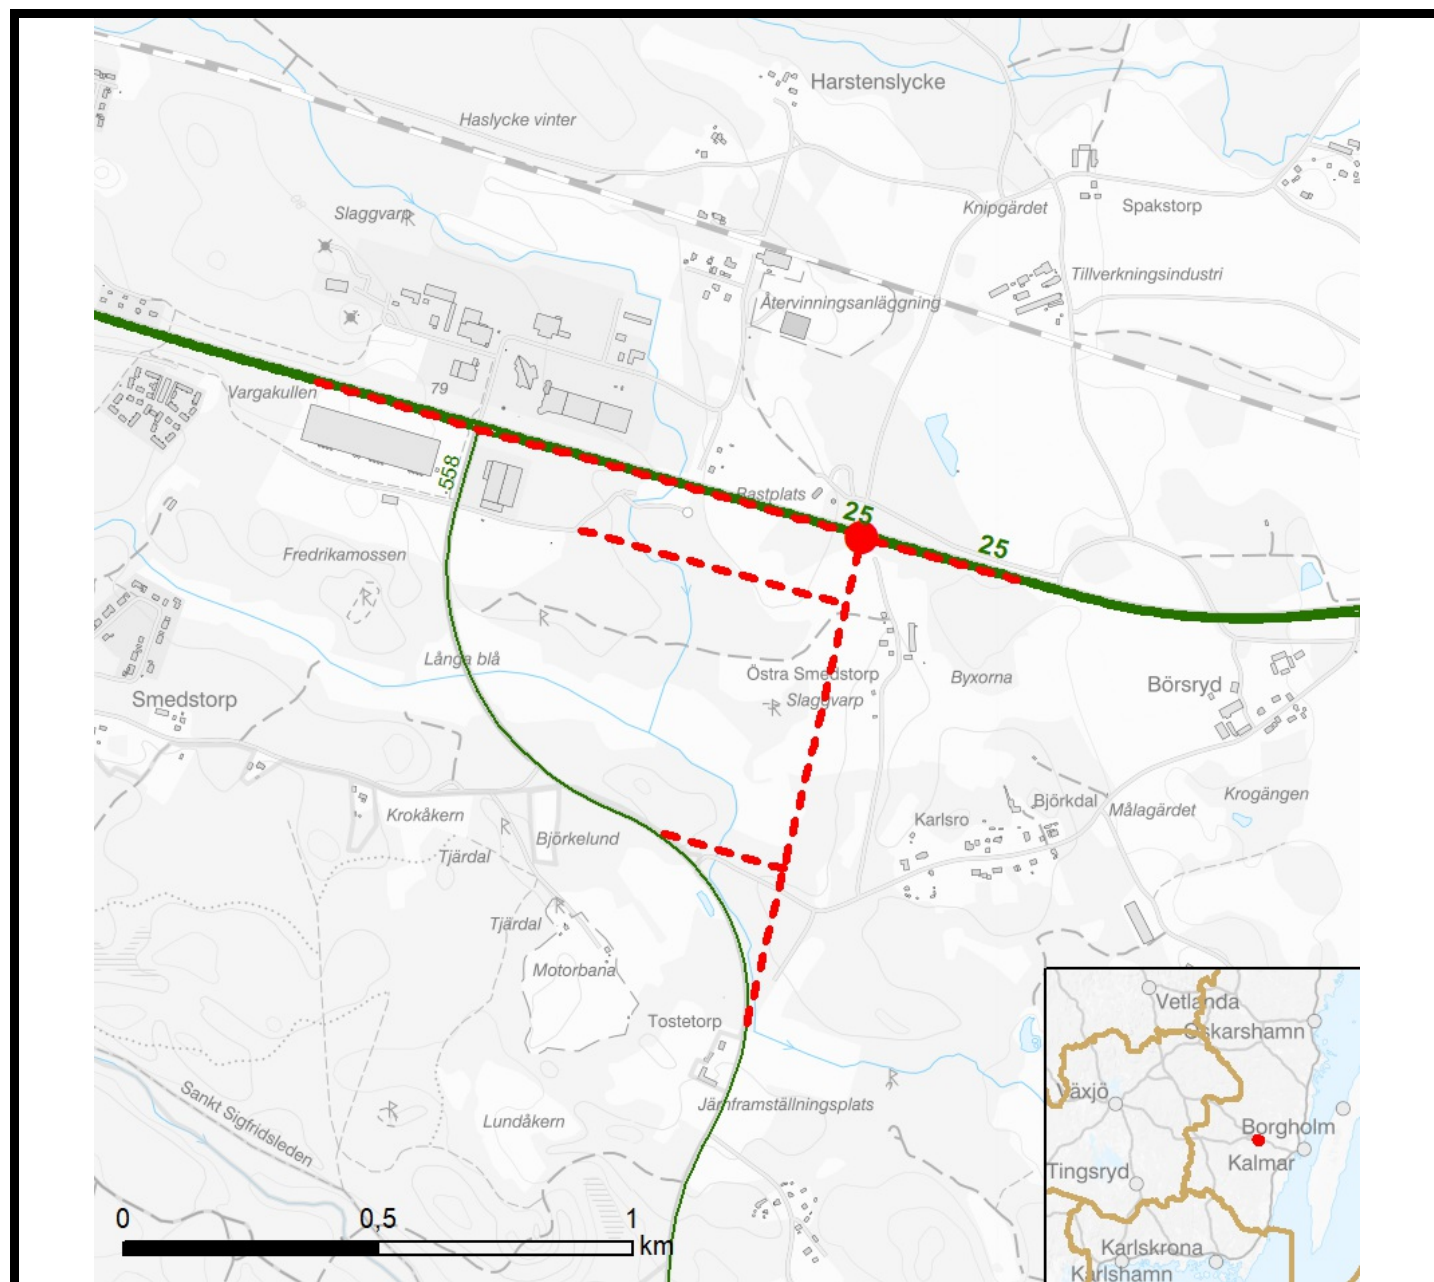 Harstenslycke
Haslycke vinter
Slaggvarp
Knipgärdet
Spakstorp
Tillverkningsindustri
Återvinningsanläggning
Vargakullen
79
558
Rastplats
25
25
Fredrikamossen
Långa blå
Östra Smedstorp
Slaggvarp
Byxorna
Börsryd
Smedstorp
Krokåkern
Björkelund
Karlsro
Björkdal
Målagärdet
Krogängen
Tjärdal
Tjärdal
Motorbana
Tostetorp
Järnframställningsplats
Lundåkern
Sankt Sigfridsleden
Vetlanda
Oskarshamn
Växjö
Borgholm
Kalmar
Tingsryd
Karlskrona
Karlshamn
0
0,5
1
km